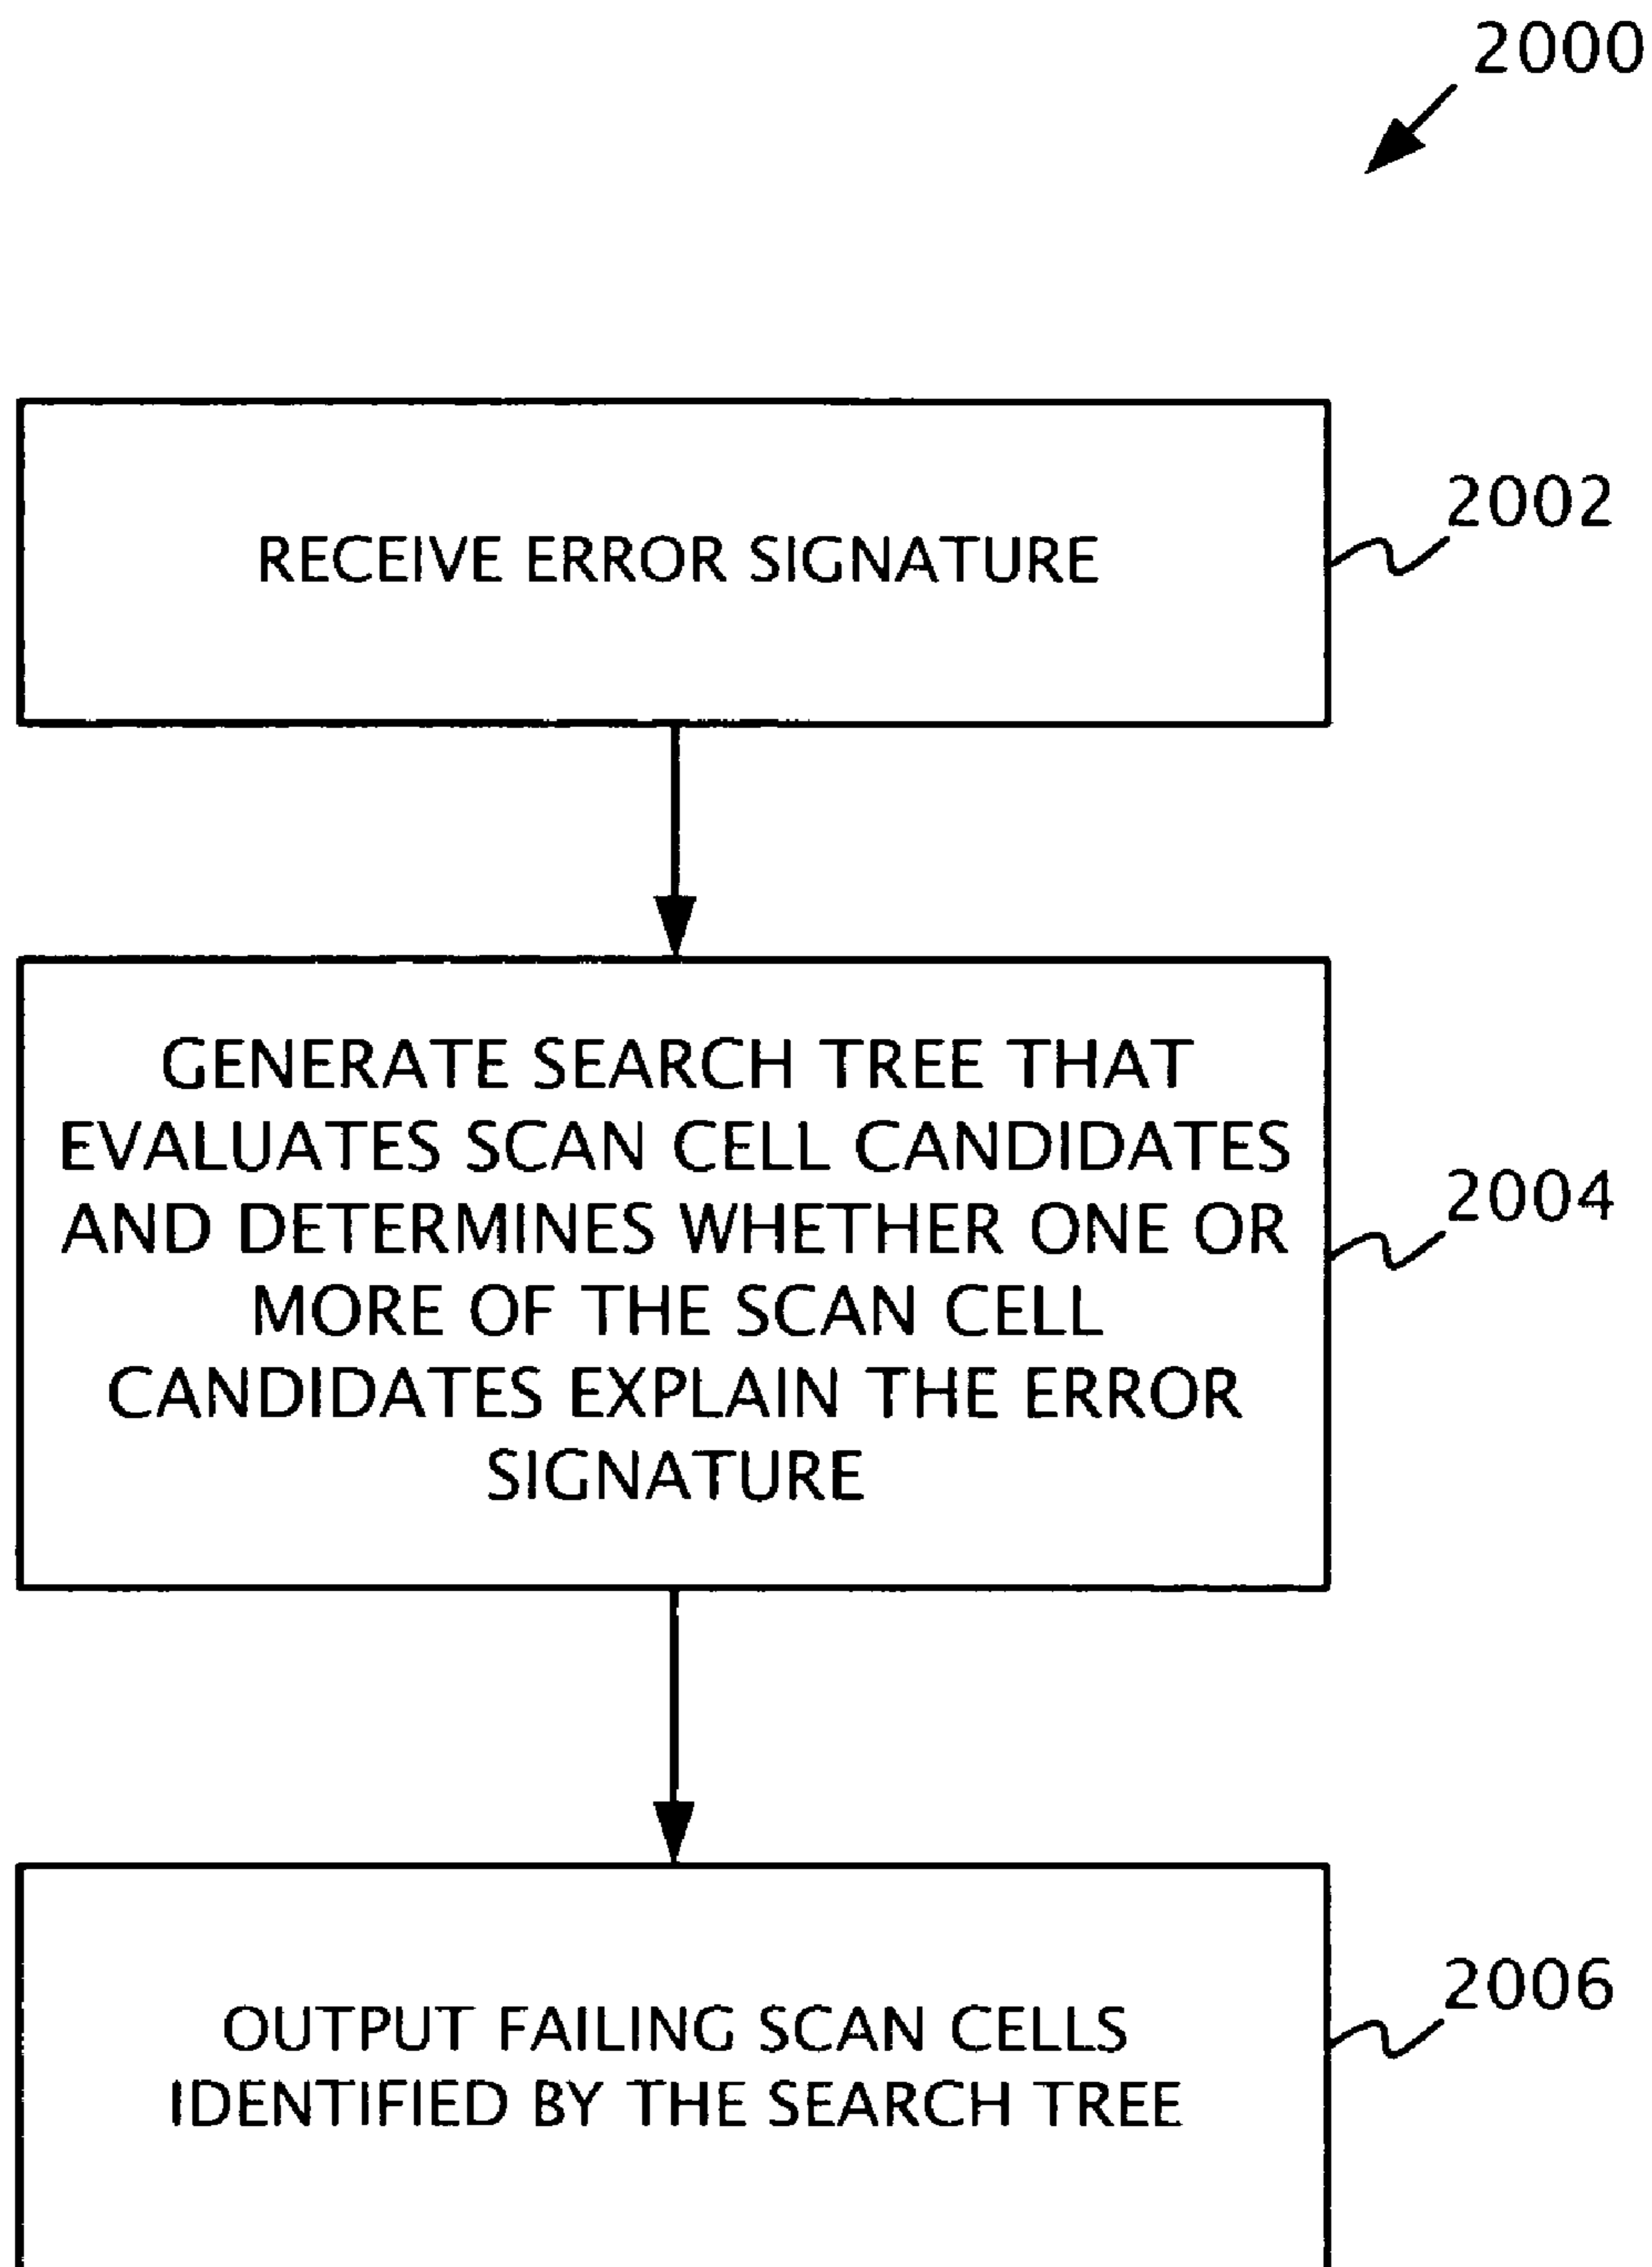 2000
RECEIVE ERROR SIGNATURE
2002
GENERATE SEARCH TREE THAT
EVALUATES SCAN CELL CANDIDATES
AND DETERMINES WHETHER ONE OR
MORE OF THE SCAN CELL
CANDIDATES EXPLAIN THE ERROR
SIGNATURE
2004
OUTPUT FAILING SCAN CELLS
IDENTIFIED BY THE SEARCH TREE
2006